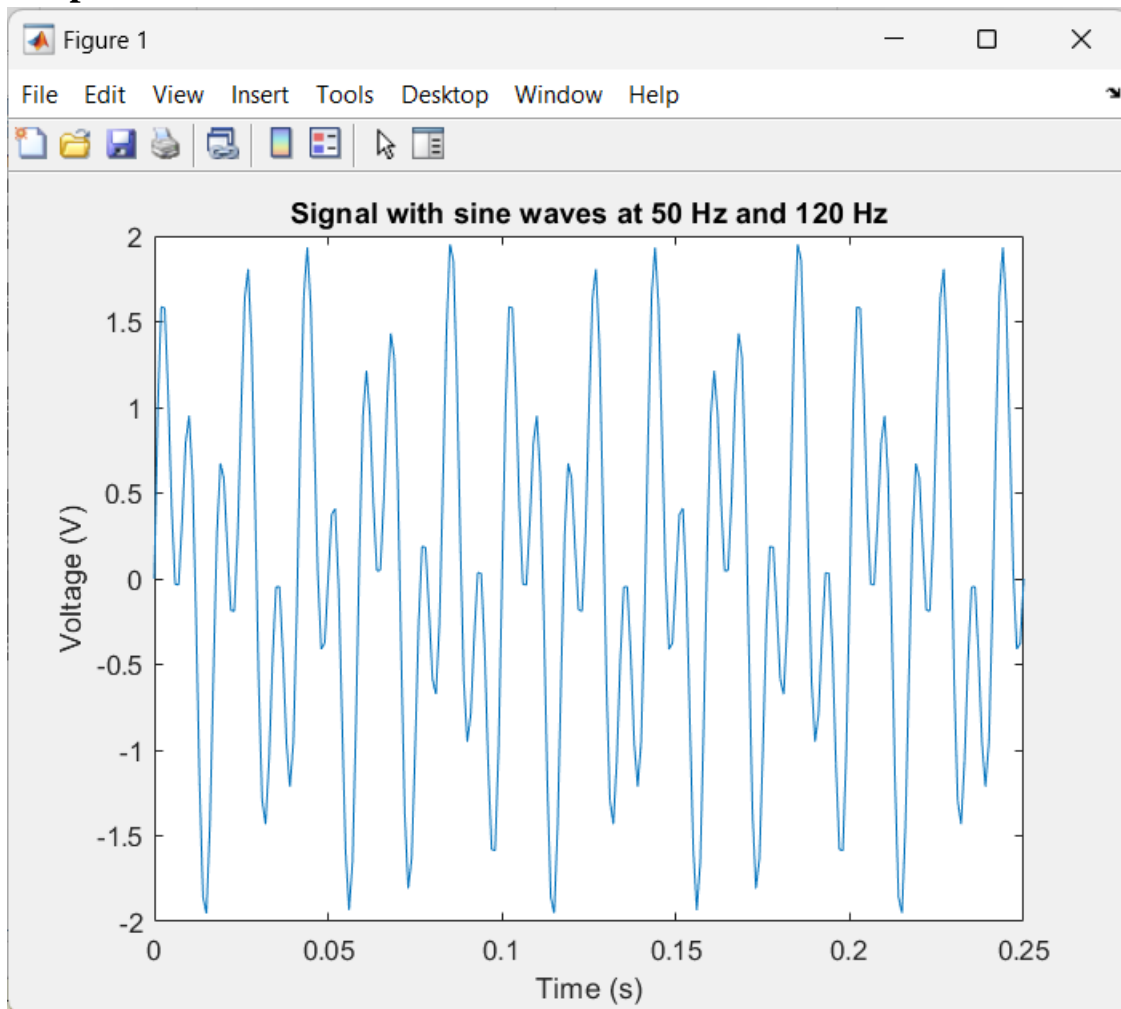 Figure 1
File Edit View Insert Tools Desktop Window Help
Signal with sine waves at 50 Hz and 120 Hz
2
1.5
1
0.5
0
-0.5
-1
-1.5
-2
Voltage (V)
0 0.05 0.1 0.15 0.2 0.25
Time (s)